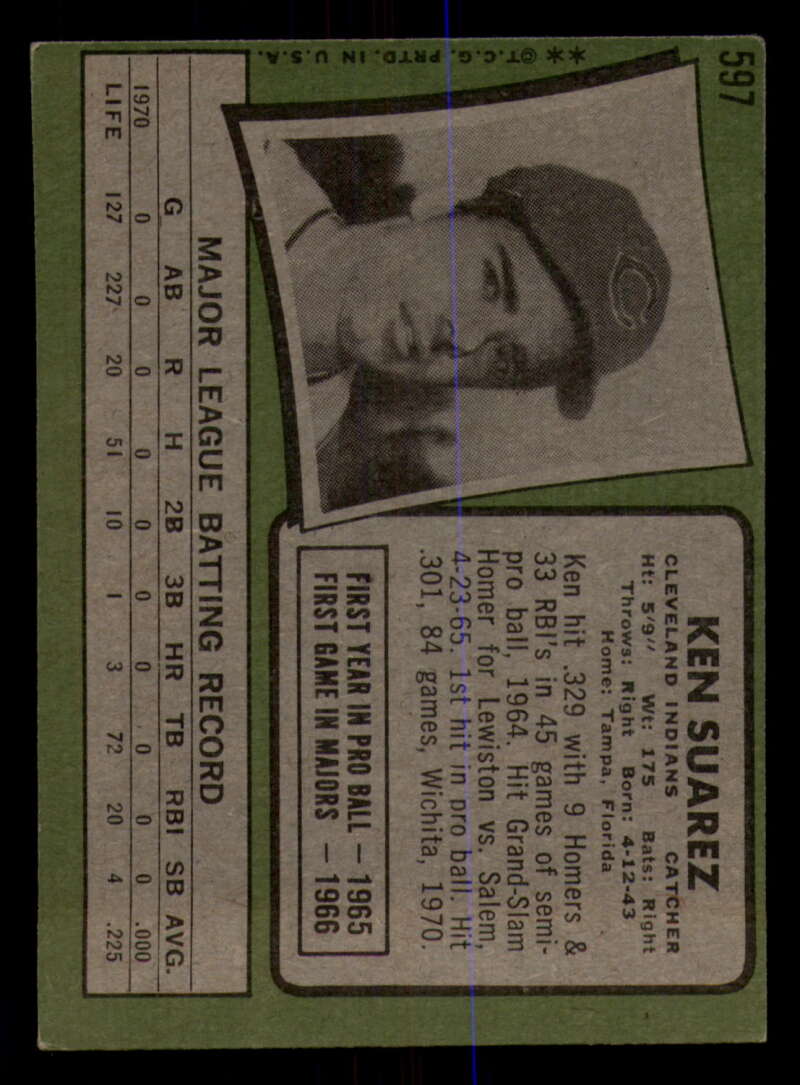 597
** @T.C.G. PRTD. IN U.S.A.
C
KEN SUAREZ
CLEVELAND INDIANS CATCHER
Ht: 5'9" Wt: 175 Bats: Right
Throws: Right Born: 4-12-43
Home: Tampa, Florida
Ken hit .329 with 9 Homers &
33 RBI's in 45 games of semi-
pro ball, 1964. Hit Grand-Slam
Homer for Lewiston vs. Salem,
4-23-65. 1st hit in pro ball. Hit
.301, 84 games, Wichita, 1970.
FIRST YEAR IN PRO BALL — 1965
FIRST GAME IN MAJORS — 1966
MAJOR LEAGUE BATTING RECORD
G AB R H 2B 3B HR TB RBI SB AVG.
1970 0 0 0 0 0 0 0 0 0 0 .000
LIFE 127 227 20 51 10 1 3 72 20 4 .225